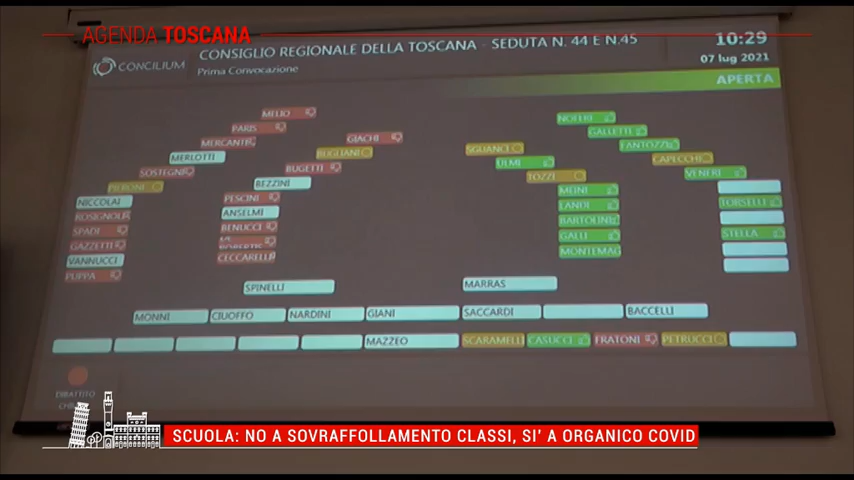 AGENDA TOSCANA
CONCILIUM
CONSIGLIO REGIONALE DELLA TOSCANA - SEDUTA N. 44 E N.45
Prima Convocazione
10:29
07 lug 2021
APERTA
MELIO
PARIS
MERCANTI
MERLOTTI
SOSTEGNI
PIERONI
NICCOLAI
ROSIGNOLI
SPADI
GAZZETTI
VANNUCCI
PUPPA
GIACHI
BUGLIANI
BUGETTI
BEZZINI
PESCINI
ANSELMI
BENUCCI
CECCARELLI
SPINELLI
NOFERI
GALLETTI
FANTOZZI
CAPECCHI
VENERI
TORSELLI
STELLA
SGUANCI
ULMI
TOZZI
MEINI
LANDI
BARTOLINI
GALLI
MONTEMAG
MARRAS
MONNI
CIUOFFO
NARDINI
GIANI
SACCARDI
BACCELLI
MAZZEO
SCARAMELLI
CASUCCI
FRATONI
PETRUCCI
DIBATTITO
SCUOLA: NO A SOVRAFFOLLAMENTO CLASSI, SI' A ORGANICO COVID